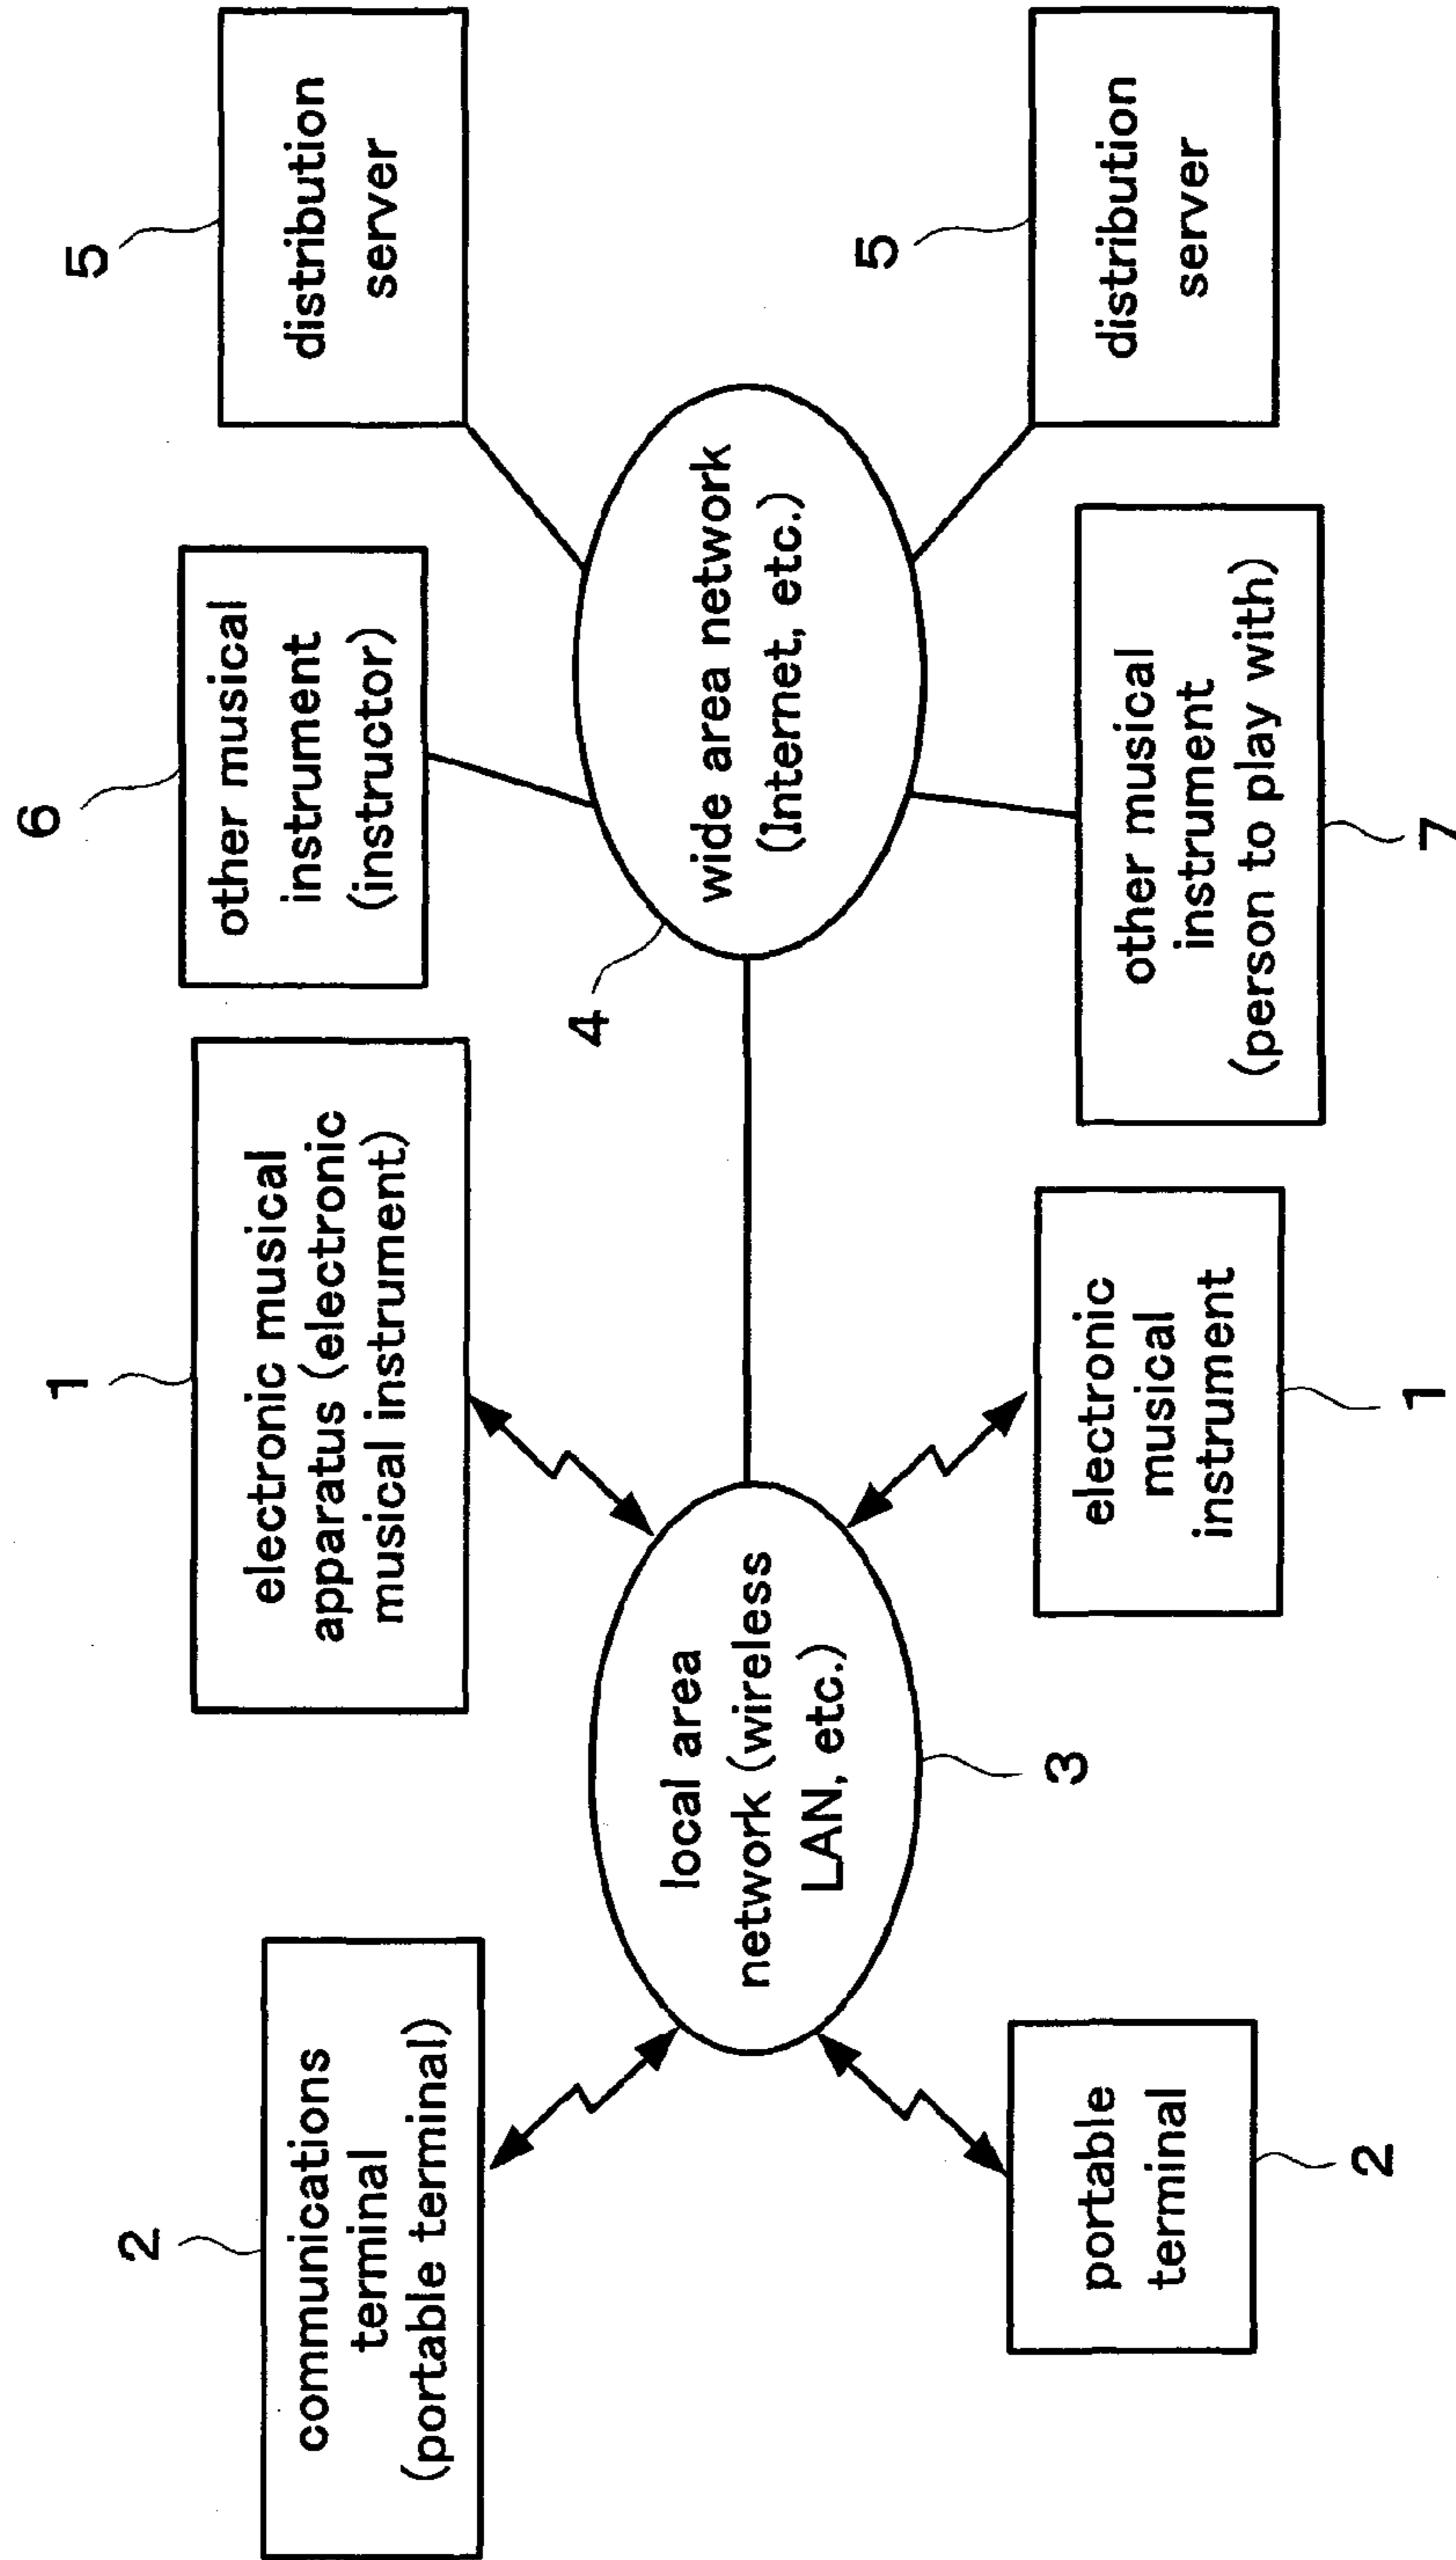 2
communications
terminal
(portable terminal)
1
electronic musical
apparatus (electronic
musical instrument)
6
other musical
instrument
(instructor)
5
distribution
server
local area
network (wireless
LAN, etc.)
3
4
wide area network
(Internet, etc.)
portable
terminal
2
electronic
musical
instrument
1
other musical
instrument
(person to play with)
7
5
distribution
server